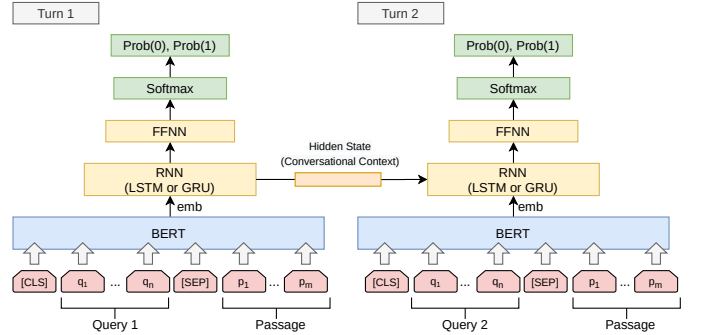 Turn 1
Turn 2
Prob(0), Prob(1)
Prob(0), Prob(1)
Softmax
Softmax
FFNN
FFNN
Hidden State
(Conversational Context)
RNN
(LSTM or GRU)
RNN
(LSTM or GRU)
emb
emb
BERT
BERT
[CLS] q1 ... qn [SEP] p1 ... pm
[CLS] q1 ... qn [SEP] p1 ... pm
Query 1 Passage
Query 2 Passage